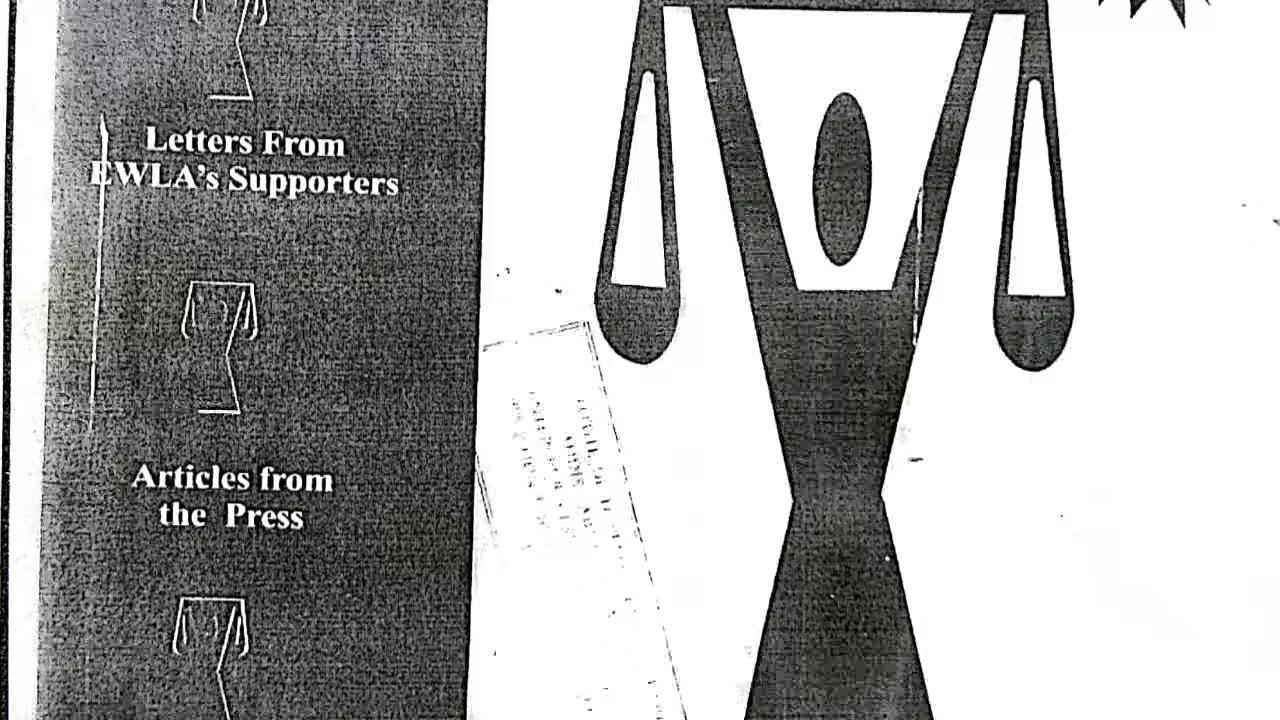 Letters From
EWLA's Supporters
Articles from
the Press